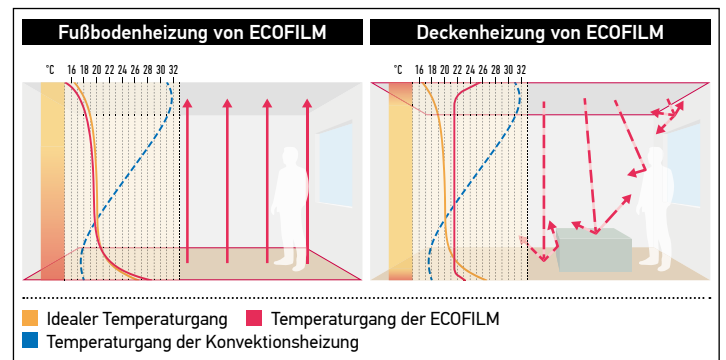 Fußbodenheizung von ECOFILM
°C 16 18 20 22 24 26 28 30 32
Deckenheizung von ECOFILM
°C 16 18 20 22 24 26 28 30 32
Idealer Temperaturgang Temperaturgang der ECOFILM
Temperaturgang der Konvektionsheizung